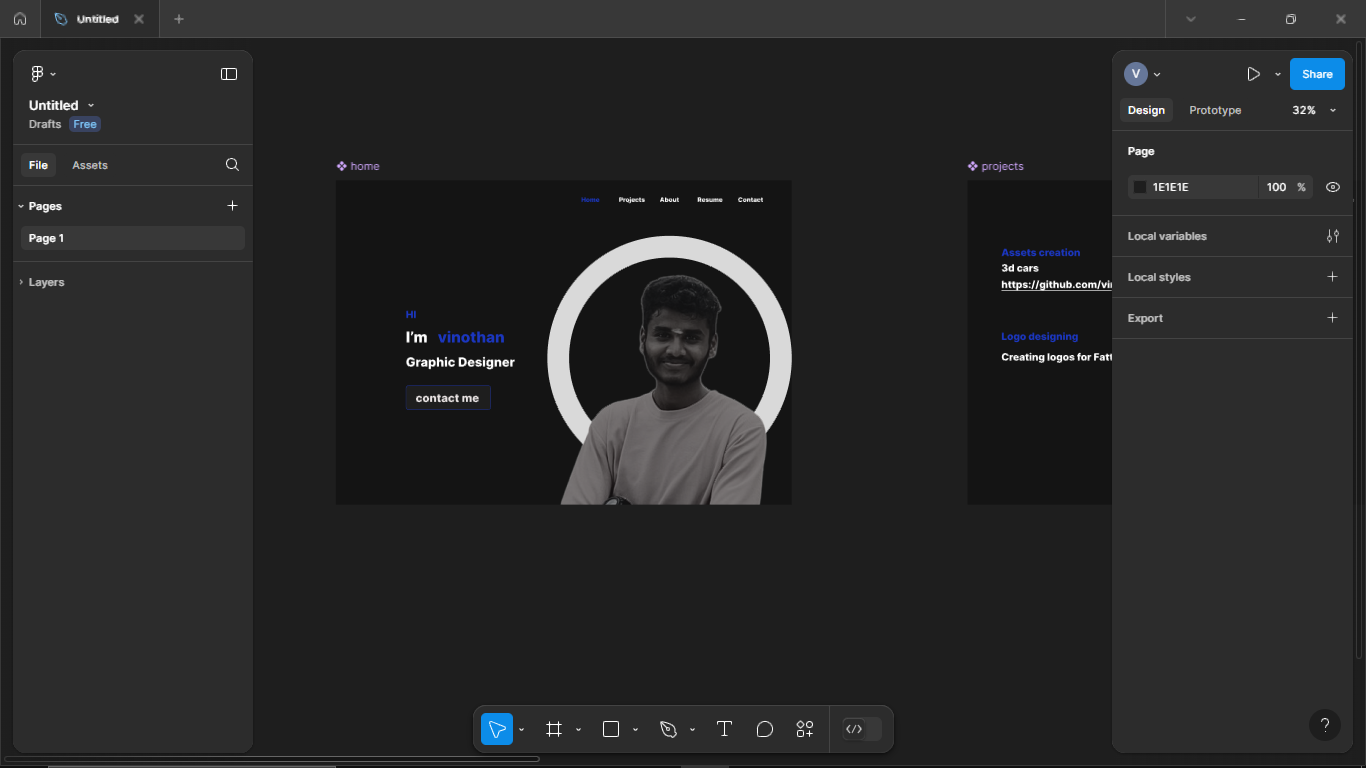 Untitled
Untitled
Drafts Free
File Assets
Pages
Page 1
Layers
home
Home Projects About Resume Contact
HI
I'm vinothan
Graphic Designer
contact me
projects
Assets creation
3d cars
https://github.com/vi
Logo designing
Creating logos for Fatt
V
Share
Design Prototype 32%
Page
1E1E1E 100 %
Local variables
Local styles
Export
?